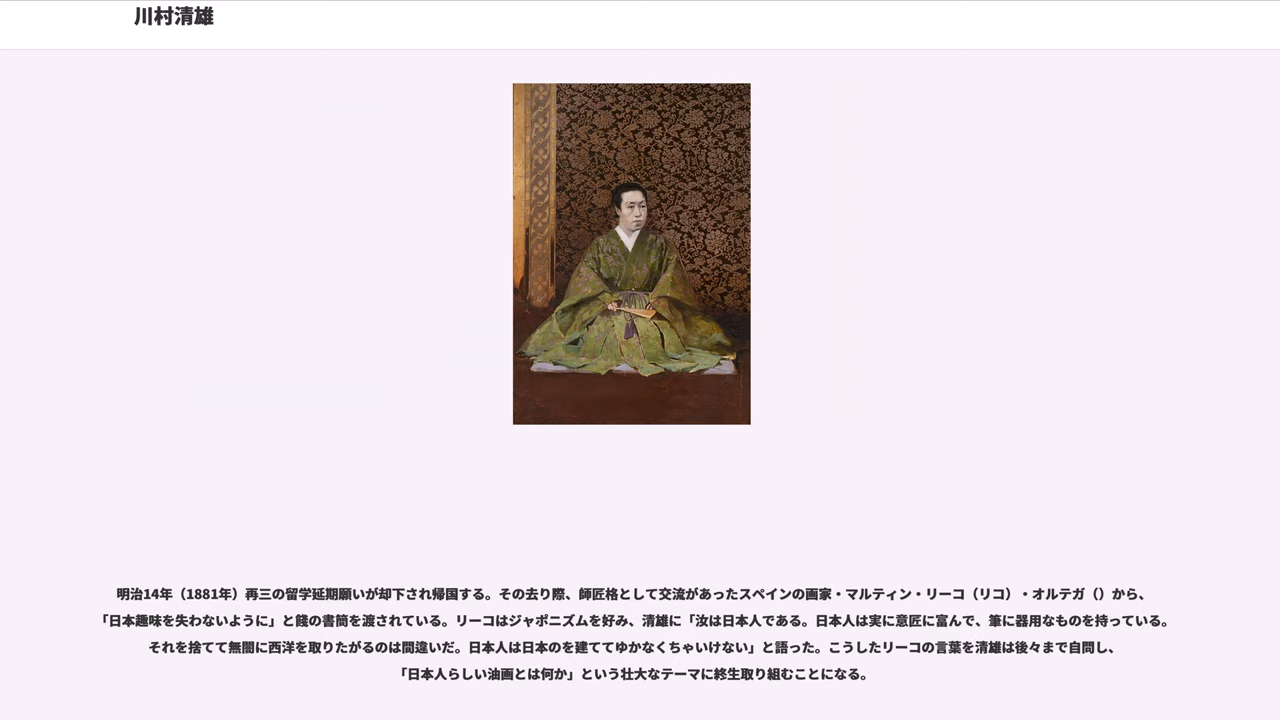 川村清雄
明治14年（1881年）再三の留学延期願いが却下され帰国する。その去り際、師匠格として交流があったスペインの画家・マルティン・リーコ（リコ）・オルテガ（）から、
「日本趣味を失わないように」と餞の書簡を渡されている。リーコはジャポニズムを好み、清雄に「汝は日本人である。日本人は実に意匠に富んで、筆に器用なものを持っている。
それを捨てて無闇に西洋を取りたがるのは間違いだ。日本人は日本のを建ててゆかなくちゃいけない」と語った。こうしたリーコの言葉を清雄は後々まで自問し、
「日本人らしい油画とは何か」という壮大なテーマに終生取り組むことになる。